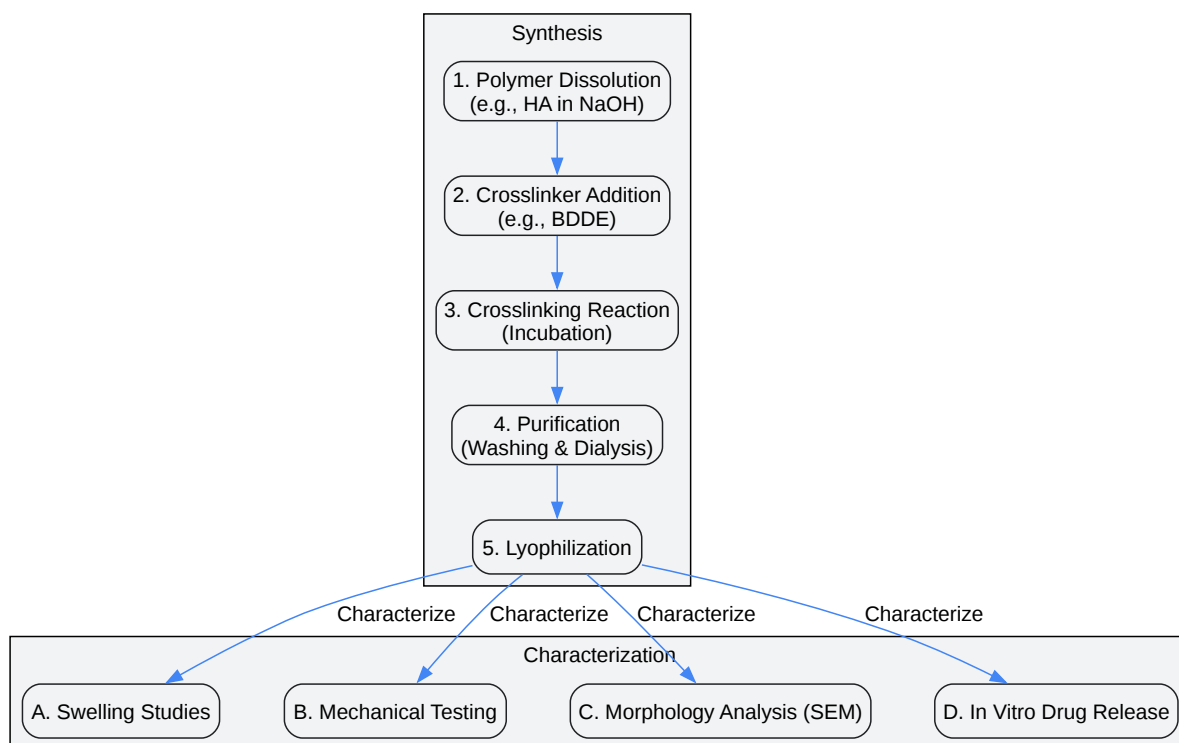 Synthesis
1. Polymer Dissolution
(e.g., HA in NaOH)
2. Crosslinker Addition
(e.g., BDDE)
3. Crosslinking Reaction
(Incubation)
4. Purification
(Washing & Dialysis)
5. Lyophilization
Characterize
Characterize
Characterize
Characterize
Characterization
A. Swelling Studies
B. Mechanical Testing
C. Morphology Analysis (SEM)
D. In Vitro Drug Release